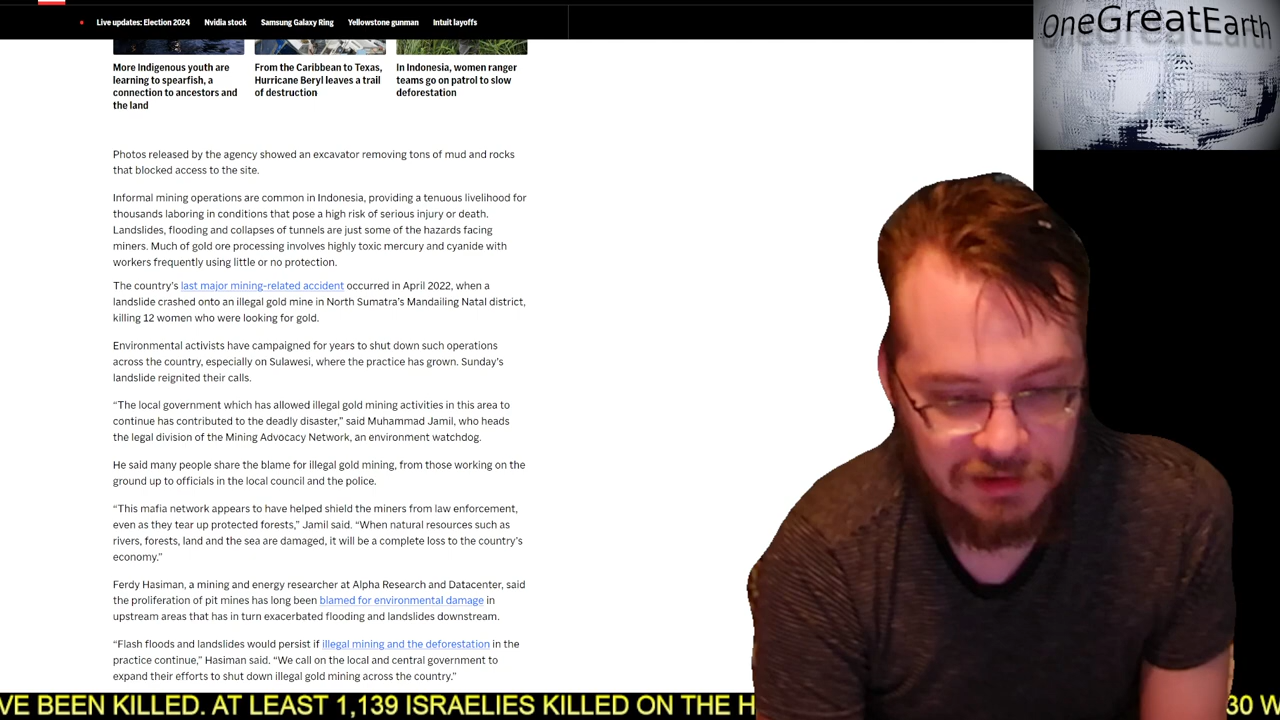 Live updates: Election 2024 Nvidia stock Samsung Galaxy Ring Yellowstone gunman Intuit layoffs
OneGreatEarth
More Indigenous youth are
learning to spearfish, a
connection to ancestors and
the land
From the Caribbean to Texas,
Hurricane Beryl leaves a trail
of destruction
In Indonesia, women ranger
teams go on patrol to slow
deforestation
Photos released by the agency showed an excavator removing tons of mud and rocks
that blocked access to the site.
Informal mining operations are common in Indonesia, providing a tenuous livelihood for
thousands laboring in conditions that pose a high risk of serious injury or death.
Landslides, flooding and collapses of tunnels are just some of the hazards facing
miners. Much of gold ore processing involves highly toxic mercury and cyanide with
workers frequently using little or no protection.
The country’s last major mining-related accident occurred in April 2022, when a
landslide crashed onto an illegal gold mine in North Sumatra’s Mandailing Natal district,
killing 12 women who were looking for gold.
Environmental activists have campaigned for years to shut down such operations
across the country, especially on Sulawesi, where the practice has grown. Sunday’s
landslide reignited their calls.
“The local government which has allowed illegal gold mining activities in this area to
continue has contributed to the deadly disaster,” said Muhammad Jamil, who heads
the legal division of the Mining Advocacy Network, an environment watchdog.
He said many people share the blame for illegal gold mining, from those working on the
ground up to officials in the local council and the police.
“This mafia network appears to have helped shield the miners from law enforcement,
even as they tear up protected forests,” Jamil said. “When natural resources such as
rivers, forests, land and the sea are damaged, it will be a complete loss to the country’s
economy.”
Ferdy Hasiman, a mining and energy researcher at Alpha Research and Datacenter, said
the proliferation of pit mines has long been blamed for environmental damage in
upstream areas that has in turn exacerbated flooding and landslides downstream.
“Flash floods and landslides would persist if illegal mining and the deforestation in the
practice continue,” Hasiman said. “We call on the local and central government to
expand their efforts to shut down illegal gold mining across the country.”
VE BEEN KILLED. AT LEAST 1,139 ISRAELIES KILLED ON THE H 30 W